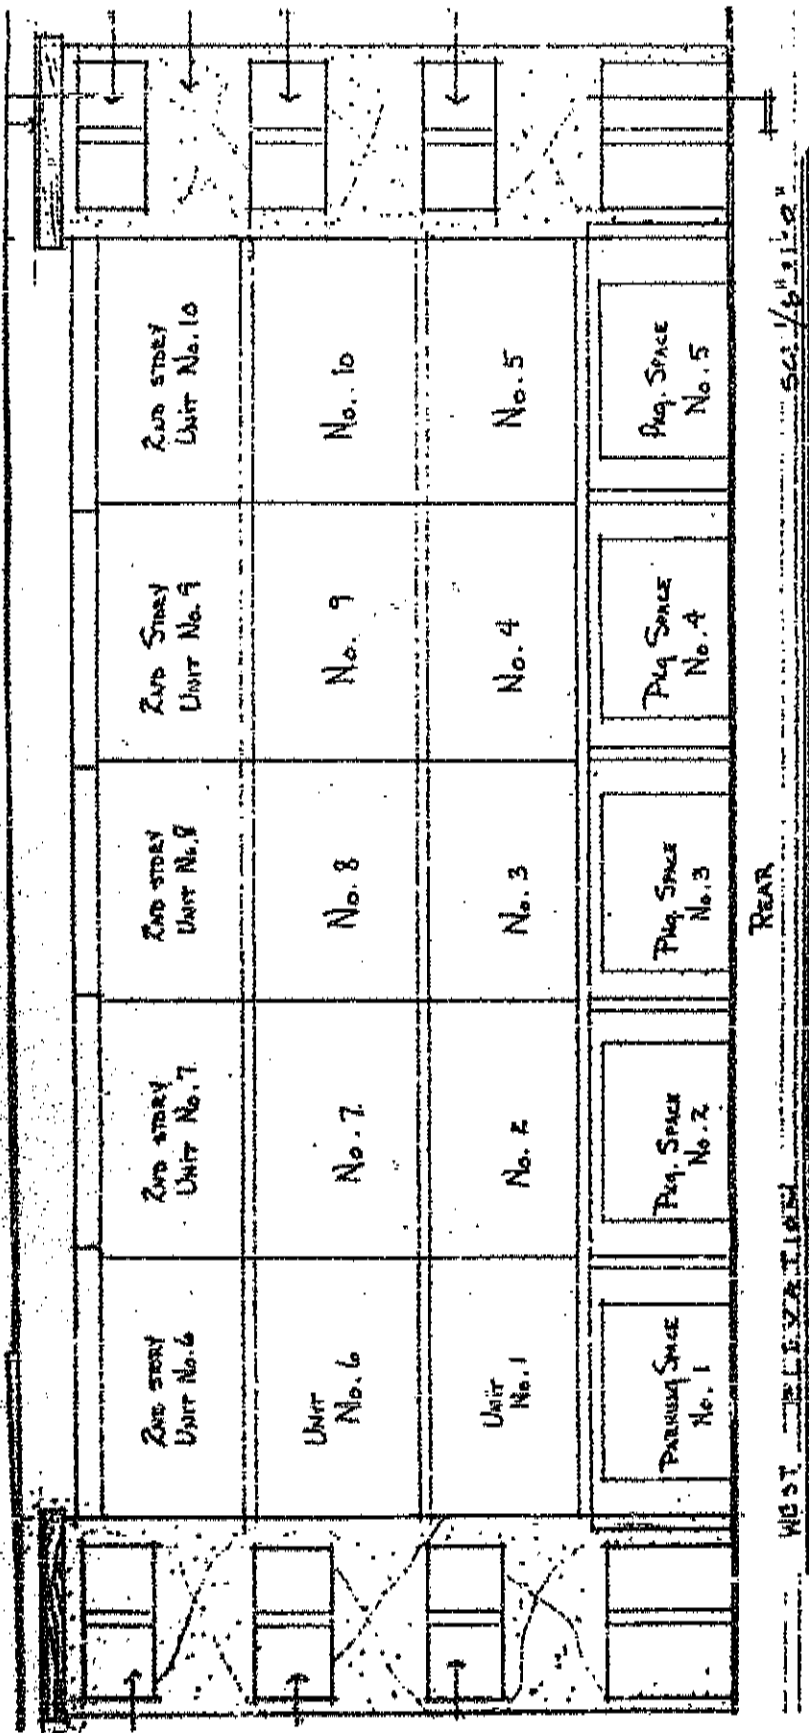 2ND STORY
UNIT No. 6
2ND STORY
UNIT No. 7
2ND STORY
UNIT No. 8
2ND STORY
UNIT No. 9
2ND STORY
UNIT No. 10
UNIT
No. 6
No. 7
No. 8
No. 9
No. 10
UNIT
No. 1
No. 2
No. 3
No. 4
No. 5
PARKING SPACE
No. 1
Pkg. SPACE
No. 2
Pkg. SPACE
No. 3
Pkg SPACE
No. 4
Pkg. SPACE
No. 5
REAR
WEST ELEVATION